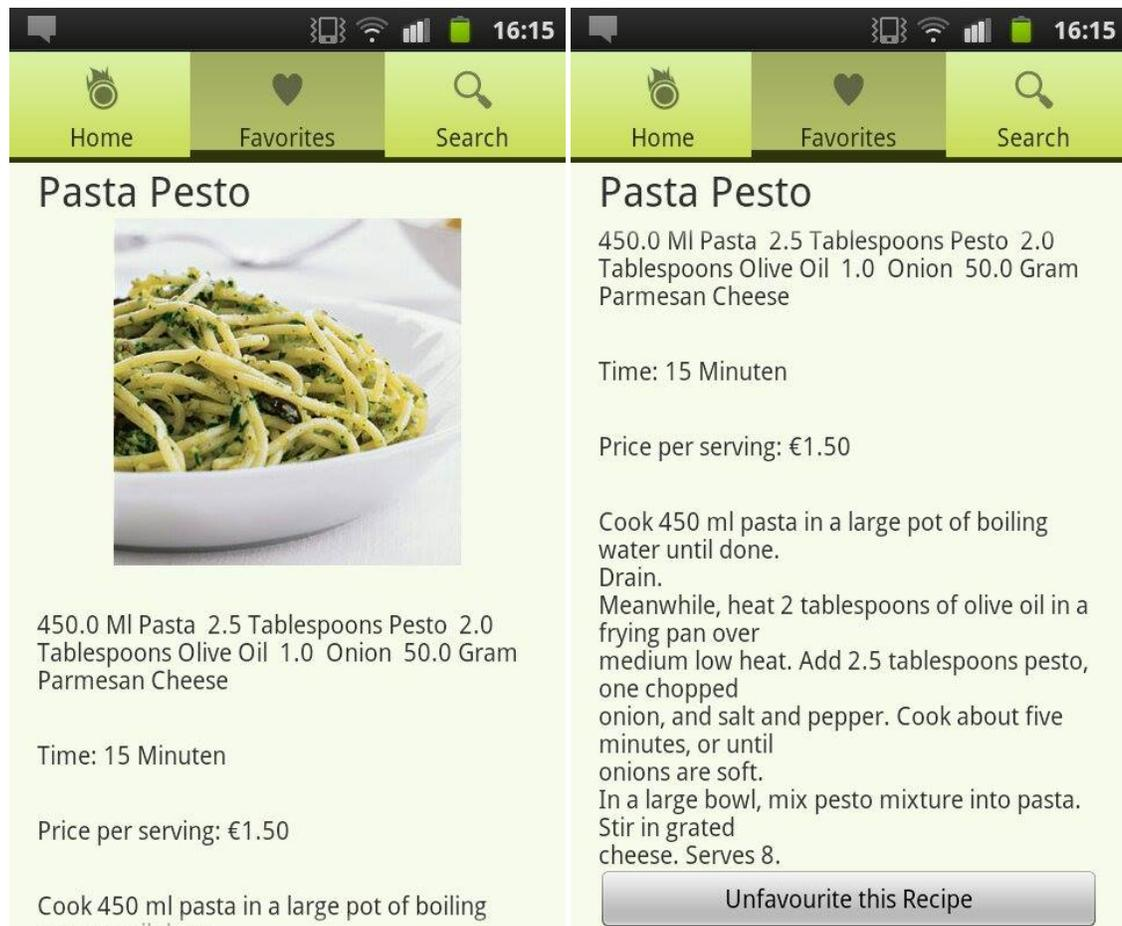 16:15
Home Favorites Search
Pasta Pesto
450.0 Ml Pasta  2.5 Tablespoons Pesto  2.0
Tablespoons Olive Oil  1.0  Onion  50.0 Gram
Parmesan Cheese
Time: 15 Minuten
Price per serving: €1.50
Cook 450 ml pasta in a large pot of boiling
16:15
Home Favorites Search
Pasta Pesto
450.0 Ml Pasta  2.5 Tablespoons Pesto  2.0
Tablespoons Olive Oil  1.0  Onion  50.0 Gram
Parmesan Cheese
Time: 15 Minuten
Price per serving: €1.50
Cook 450 ml pasta in a large pot of boiling
water until done.
Drain.
Meanwhile, heat 2 tablespoons of olive oil in a
frying pan over
medium low heat. Add 2.5 tablespoons pesto,
one chopped
onion, and salt and pepper. Cook about five
minutes, or until
onions are soft.
In a large bowl, mix pesto mixture into pasta.
Stir in grated
cheese. Serves 8.
Unfavourite this Recipe